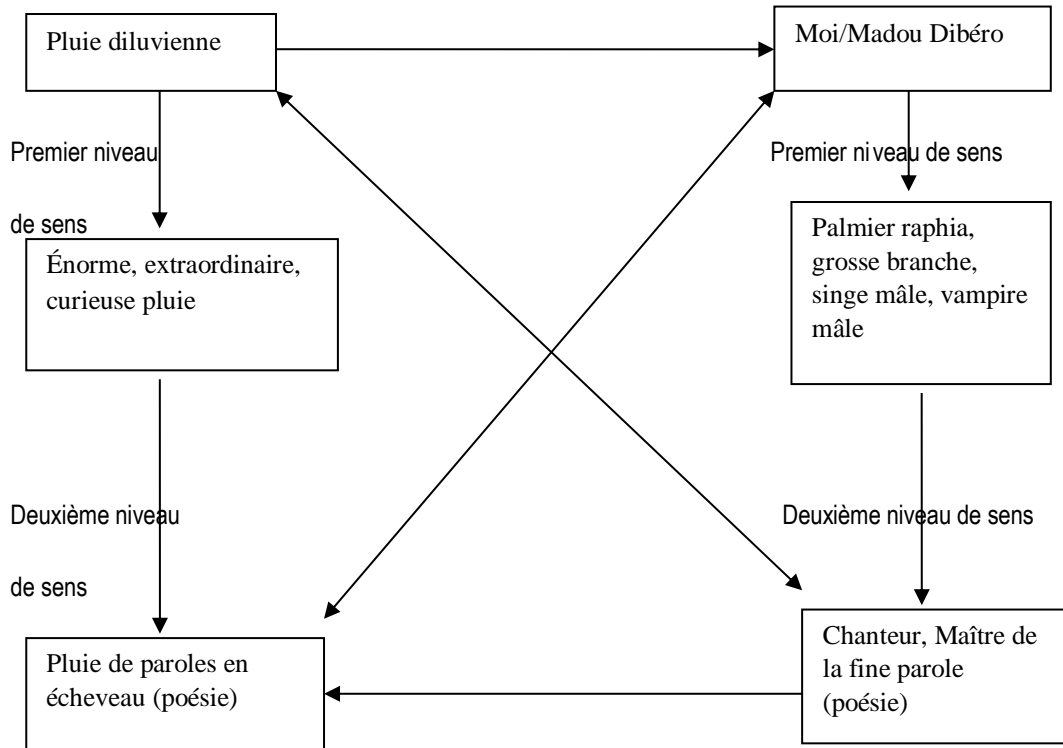 Pluie diluvienne
Moi/Madou Dibéro
Premier niveau
de sens
Premier niveau de sens
Énorme, extraordinaire,
curieuse pluie
Palmier raphia,
grosse branche,
singe mâle, vampire
mâle
Deuxième niveau
de sens
Deuxième niveau de sens
Pluie de paroles en
écheveau (poésie)
Chanteur, Maître de
la fine parole
(poésie)